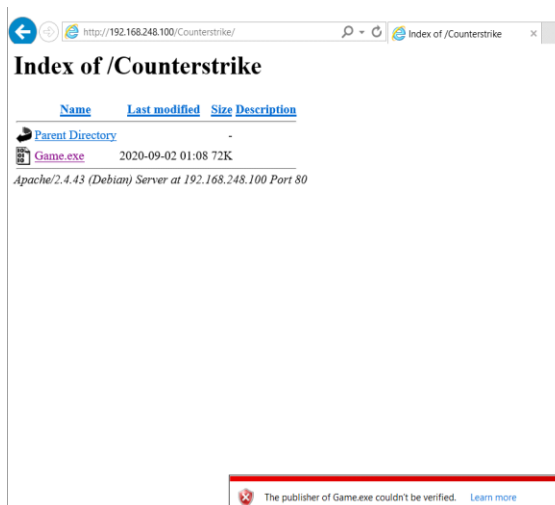 http://192.168.248.100/Counterstrike/
Index of /Counterstrike
Index of /Counterstrike
Name Last modified Size Description
Parent Directory -
Game.exe 2020-09-02 01:08 72K
Apache/2.4.43 (Debian) Server at 192.168.248.100 Port 80
The publisher of Game.exe couldn't be verified. Learn more